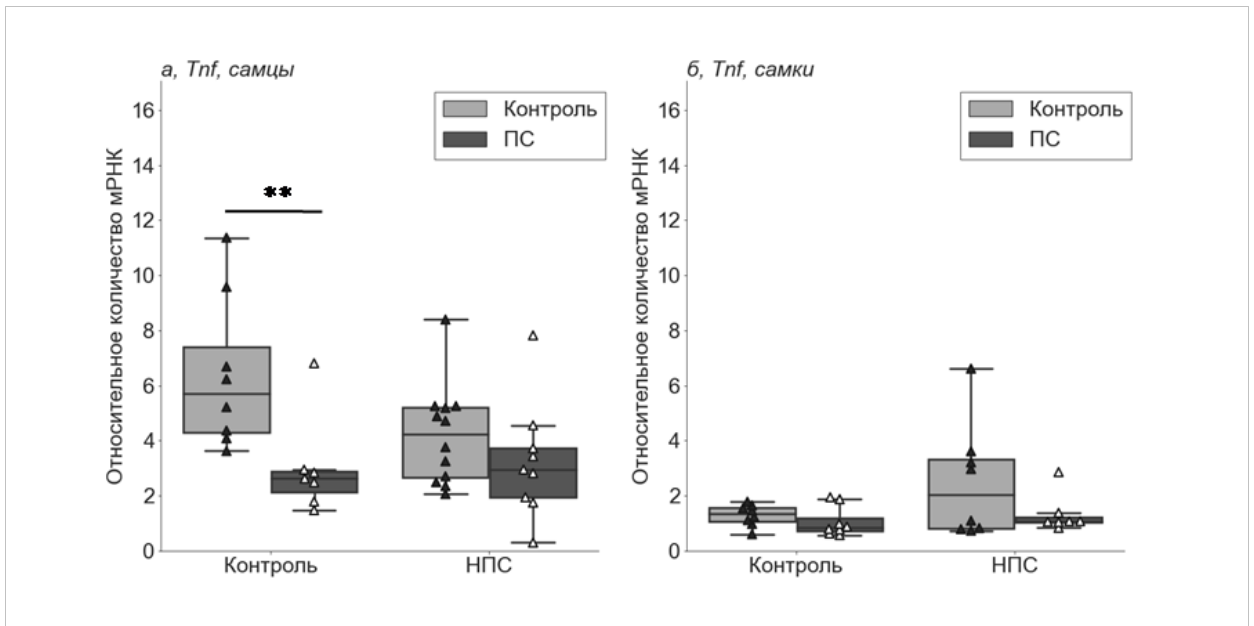 а, Tnf, самцы
Относительное количество мРНК
16
14
12
10
8
6
4
2
0
Контроль
ПС
**
Контроль
НПС
б, Tnf, самки
Относительное количество мРНК
16
14
12
10
8
6
4
2
0
Контроль
ПС
Контроль
НПС